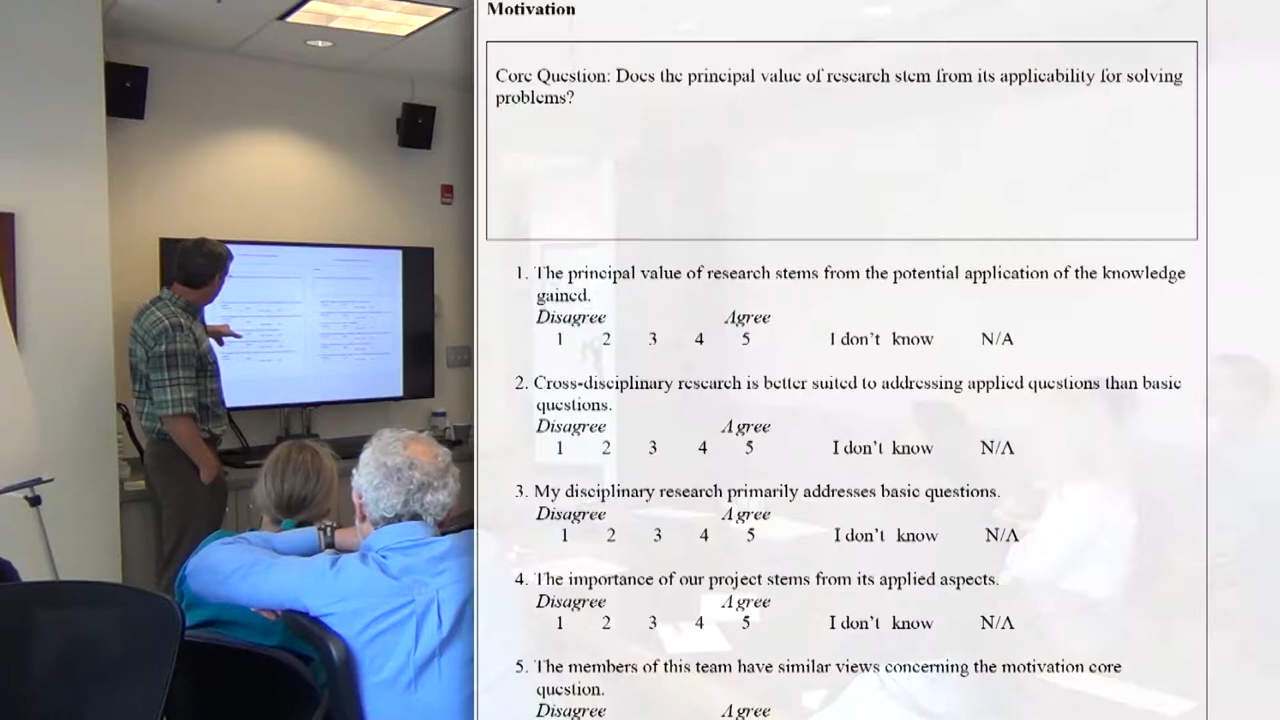 Motivation
Core Question: Does the principal value of research stem from its applicability for solving
problems?
1. The principal value of research stems from the potential application of the knowledge
gained.
Disagree Agree
1 2 3 4 5 I don't know N/A
2. Cross-disciplinary research is better suited to addressing applied questions than basic
questions.
Disagree Agree
1 2 3 4 5 I don't know N/A
3. My disciplinary research primarily addresses basic questions.
Disagree Agree
1 2 3 4 5 I don't know N/A
4. The importance of our project stems from its applied aspects.
Disagree Agree
1 2 3 4 5 I don't know N/A
5. The members of this team have similar views concerning the motivation core
question.
Disagree Agree